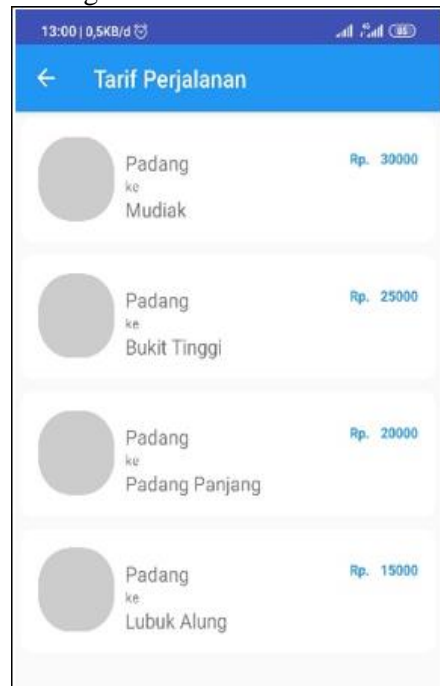 13:00 | 0,5KB/d
Tarif Perjalanan
Padang
Rp. 30000
ke
Mudiak
Padang
Rp. 25000
ke
Bukit Tinggi
Padang
Rp. 20000
ke
Padang Panjang
Padang
Rp. 15000
ke
Lubuk Alung